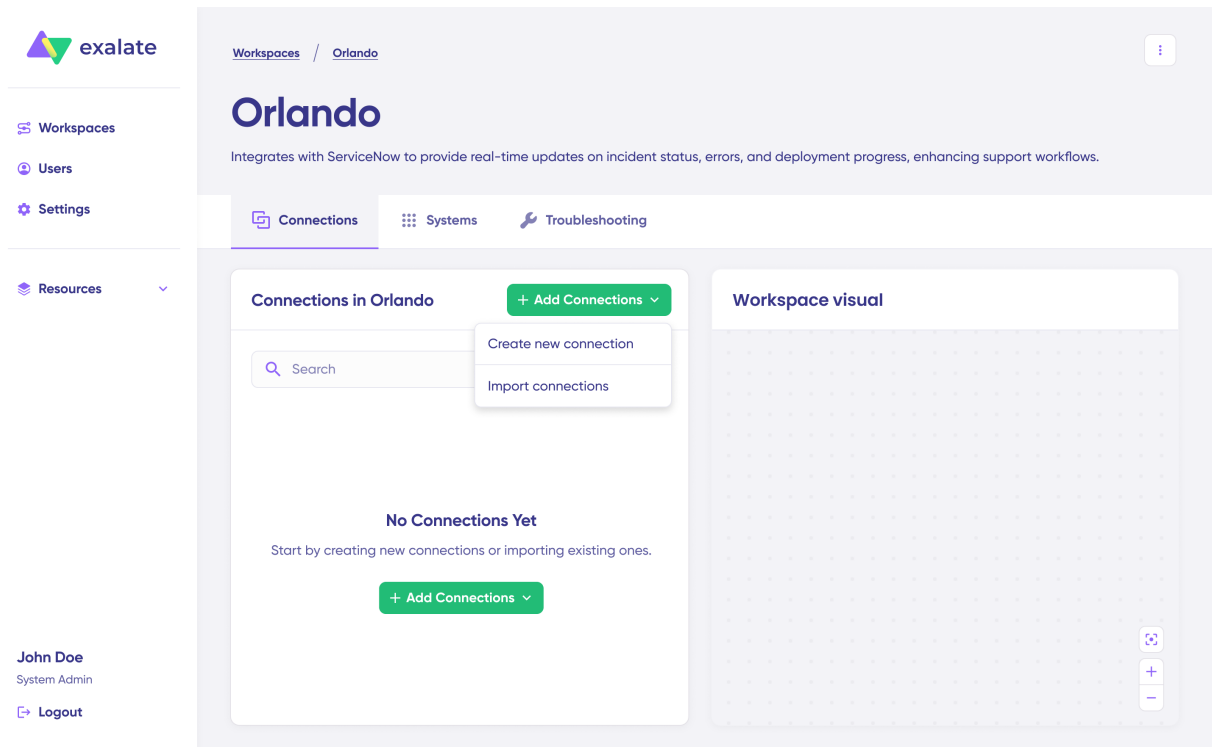 exalate
Workspaces
Users
Settings
Resources
John Doe
System Admin
Logout
Workspaces / Orlando
Orlando
Integrates with ServiceNow to provide real-time updates on incident status, errors, and deployment progress, enhancing support workflows.
Connections
Systems
Troubleshooting
Connections in Orlando
+ Add Connections
Create new connection
Import connections
Search
No Connections Yet
Start by creating new connections or importing existing ones.
+ Add Connections
Workspace visual